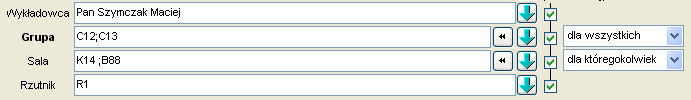 Wykładowca Pan Szymczak Maciej
Grupa C12;C13 dla wszystkich
Sala K14 ;B88 dla któregokolwiek
Rzutnik R1